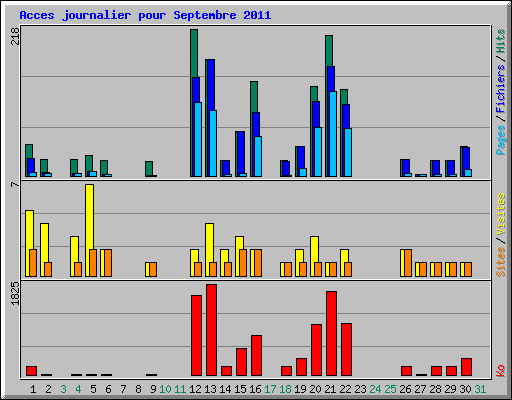 Acces journalier pour Septembre 2011
218
Pages / Fichiers / Hits
7
Sites / Visites
1825
Ko
1 2 3 4 5 6 7 8 9 10 11 12 13 14 15 16 17 18 19 20 21 22 23 24 25 26 27 28 29 30 31